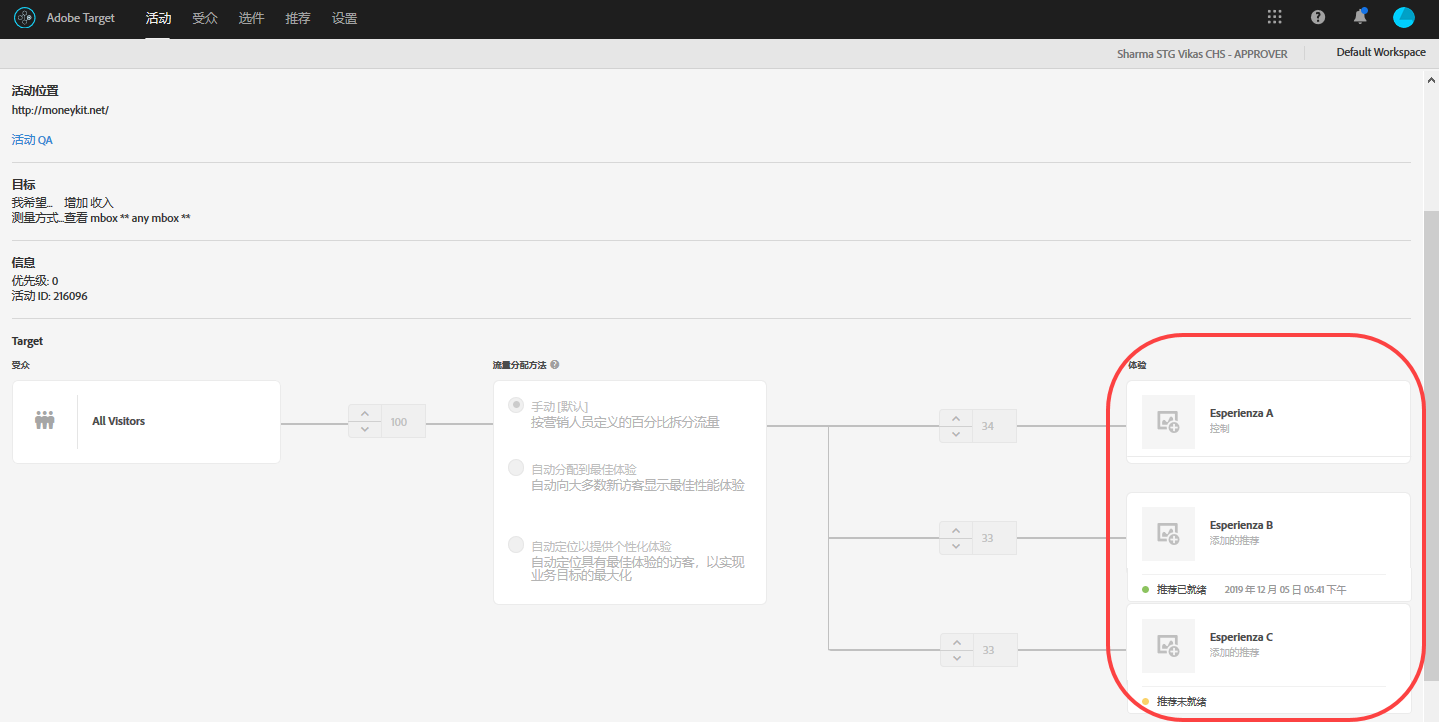 Adobe Target 活动 受众 选件 推荐 设置
Sharma STG Vikas CHS - APPROVER Default Workspace
活动位置
http://moneykit.net/
活动 QA
目标
我希望... 增加 收入
测量方式...查看 mbox ** any mbox **
信息
优先级: 0
活动 ID: 216096
Target
受众
All Visitors
100
流量分配方法
手动 [默认]
按营销人员定义的百分比拆分流量
自动分配到最佳体验
自动向大多数新访客显示最佳性能体验
自动定位以提供个性化体验
自动定位具有最佳体验的访客，以实现
业务目标的最大化
34
33
33
体验
Esperienza A
控制
Esperienza B
添加的推荐
推荐已就绪 2019 年 12 月 05 日 05:41 下午
Esperienza C
添加的推荐
推荐未就绪